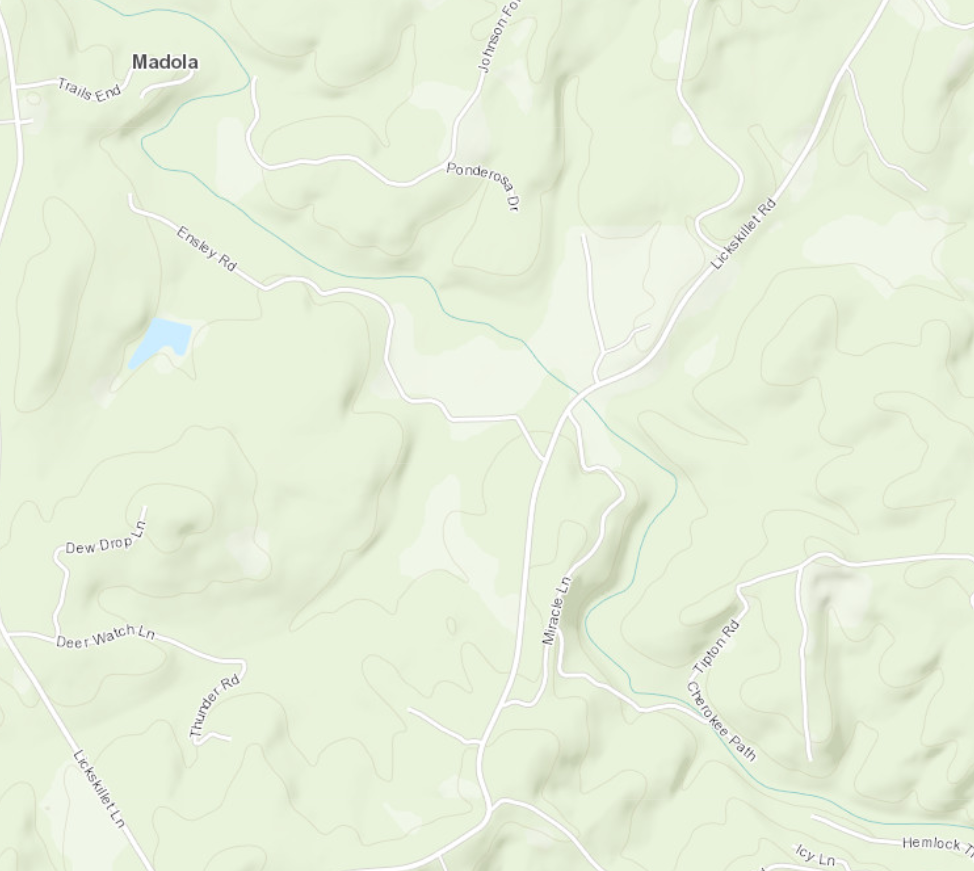 Madola
Trails End
Johnson Fo
Ponderosa Dr
Ensley Rd
Lickskillet Rd
Dew Drop Ln
Deer Watch Ln
Thunder Rd
Miracle Ln
Tipton Rd
Cherokee Path
Lickskillet Ln
Icy Ln
Hemlock T